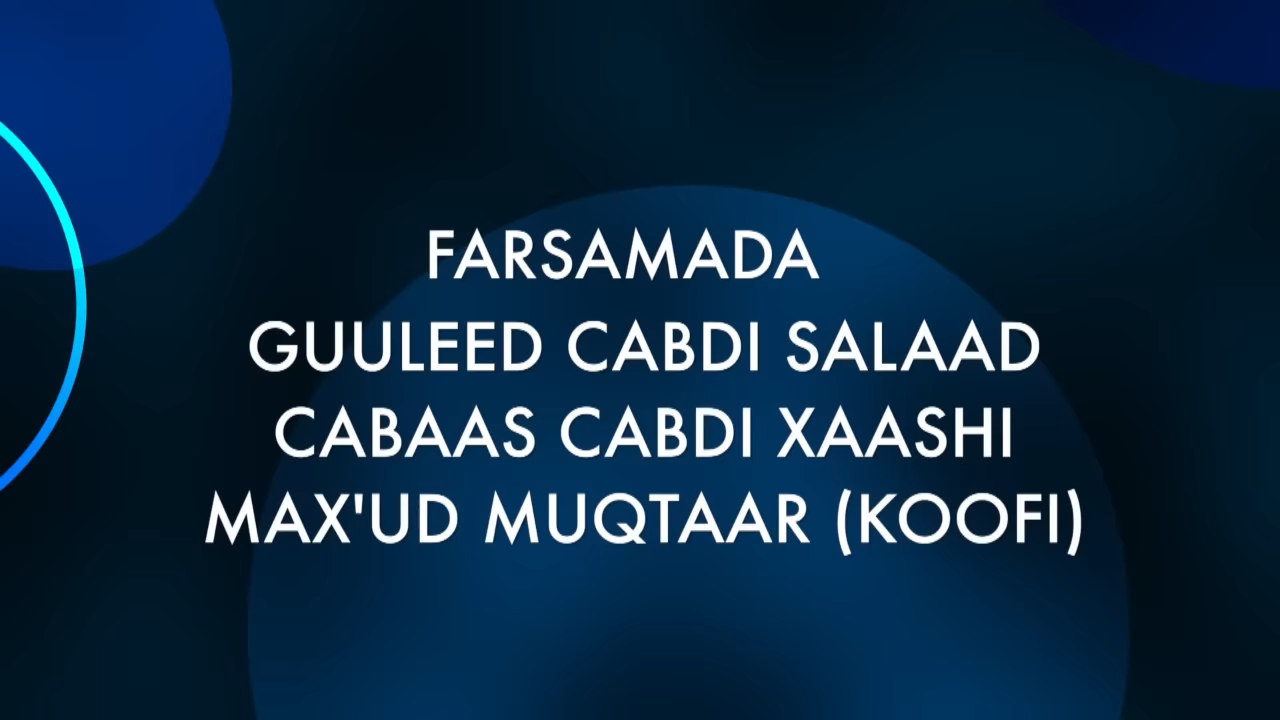 FARSAMADA
GUULEED CABDI SALAAD
CABAAS CABDI XAASHI
MAX'UD MUQTAAR (KOOFI)